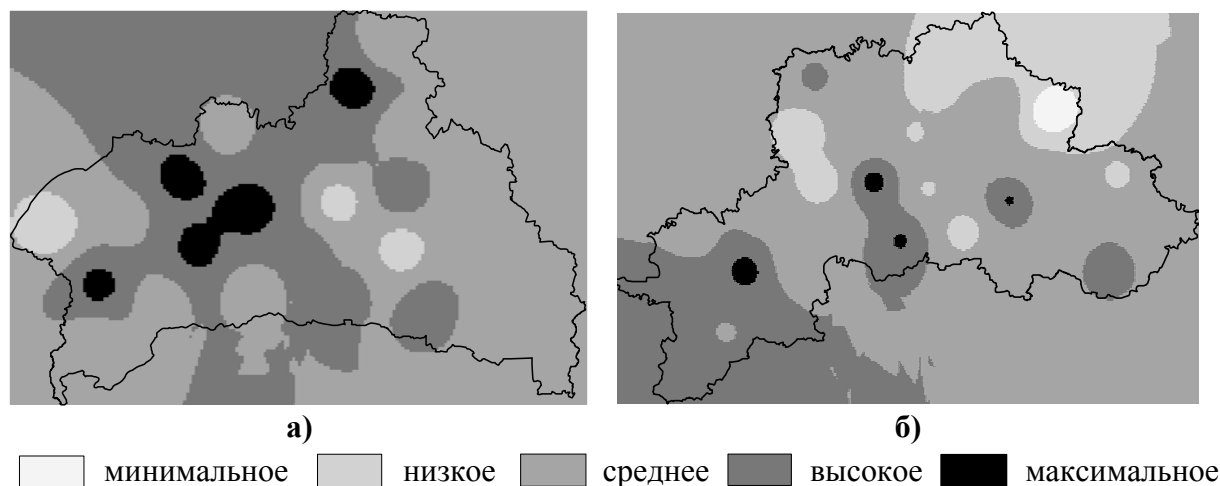 а) б)
минимальное низкое среднее высокое максимальное